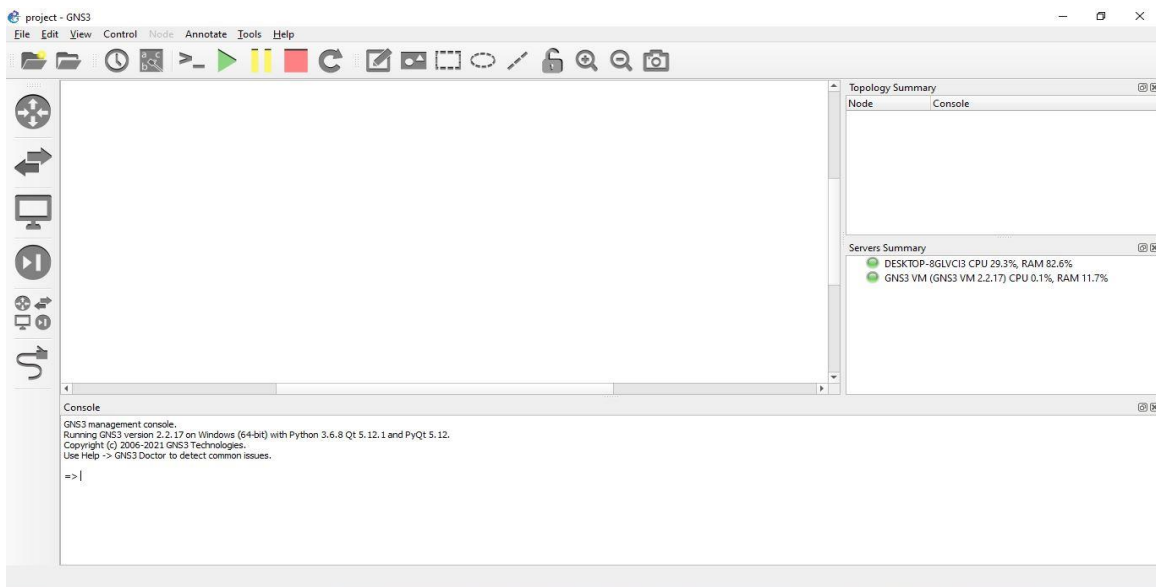 project - GNS3
File Edit View Control Node Annotate Tools Help
Topology Summary
Node Console
Servers Summary
DESKTOP-8GLVCI3 CPU 29.3%, RAM 82.6%
GNS3 VM (GNS3 VM 2.2.17) CPU 0.1%, RAM 11.7%
Console
GNS3 management console.
Running GNS3 version 2.2.17 on Windows (64-bit) with Python 3.6.8 Qt 5.12.1 and PyQt 5.12.
Copyright (c) 2006-2021 GNS3 Technologies.
Use Help -> GNS3 Doctor to detect common issues.
=>